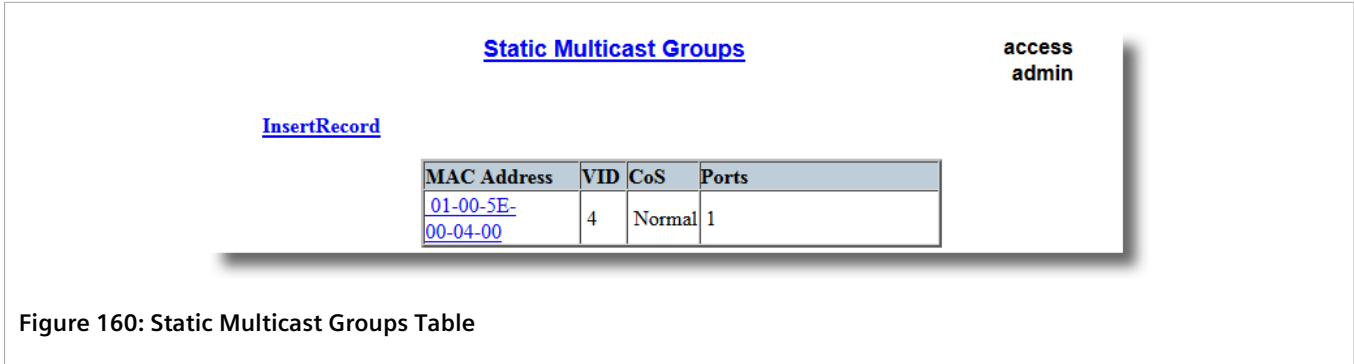 Static Multicast Groups
access
admin
InsertRecord
MAC Address VID CoS Ports
01-00-5E-
00-04-00 4 Normal 1
Figure 160: Static Multicast Groups Table